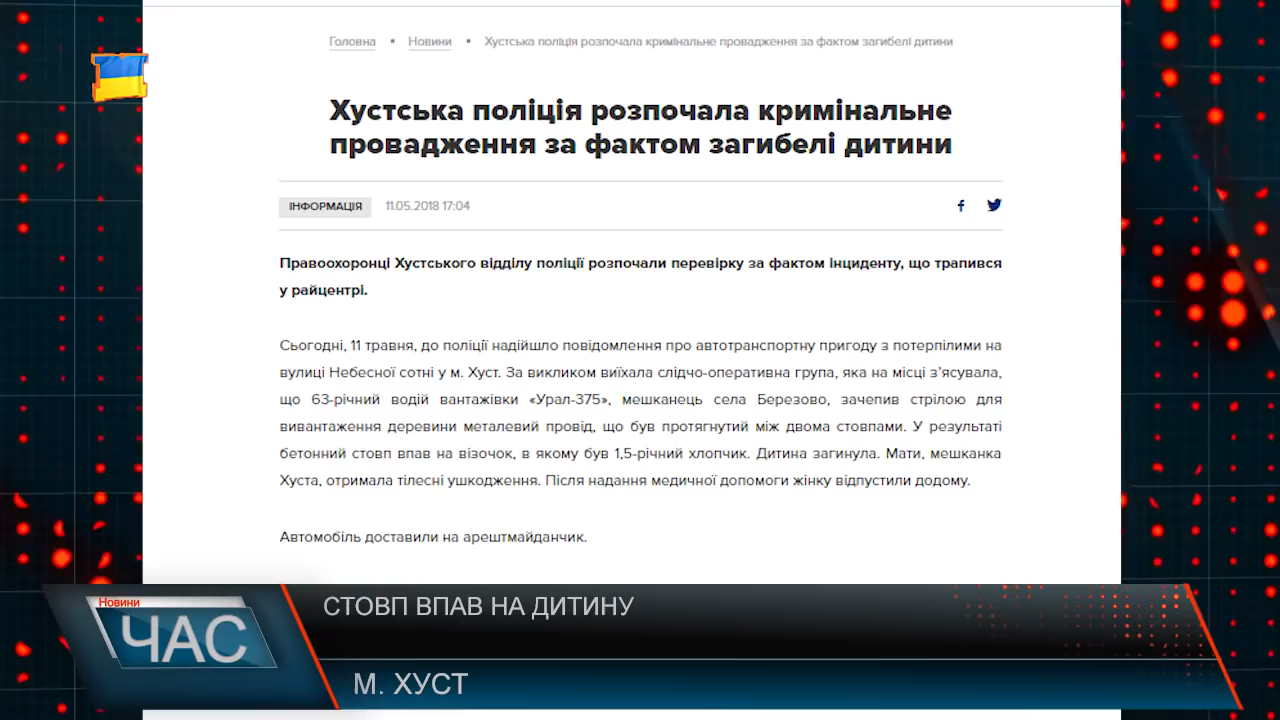 Головна • Новини • Хустська поліція розпочала кримінальне провадження за фактом загибелі дитини
Хустська поліція розпочала кримінальне
провадження за фактом загибелі дитини
ІНФОРМАЦІЯ 11.05.2018 17:04
Правоохоронці Хустського відділу поліції розпочали перевірку за фактом інциденту, що трапився
у райцентрі.
Сьогодні, 11 травня, до поліції надійшло повідомлення про автотранспортну пригоду з потерпілими на
вулиці Небесної сотні у м. Хуст. За викликом виїхала слідчо-оперативна група, яка на місці з’ясувала,
що 63-річний водій вантажівки «Урал-375», мешканець села Березово, зачепив стрілою для
вивантаження деревини металевий провід, що був протягнутий між двома стовпами. У результаті
бетонний стовп впав на візочок, в якому був 1,5-річний хлопчик. Дитина загинула. Мати, мешканка
Хуста, отримала тілесні ушкодження. Після надання медичної допомоги жінку відпустили додому.
Автомобіль доставили на арештмайданчик.
Новини
ЧАС
СТОВП ВПАВ НА ДИТИНУ
М. ХУСТ